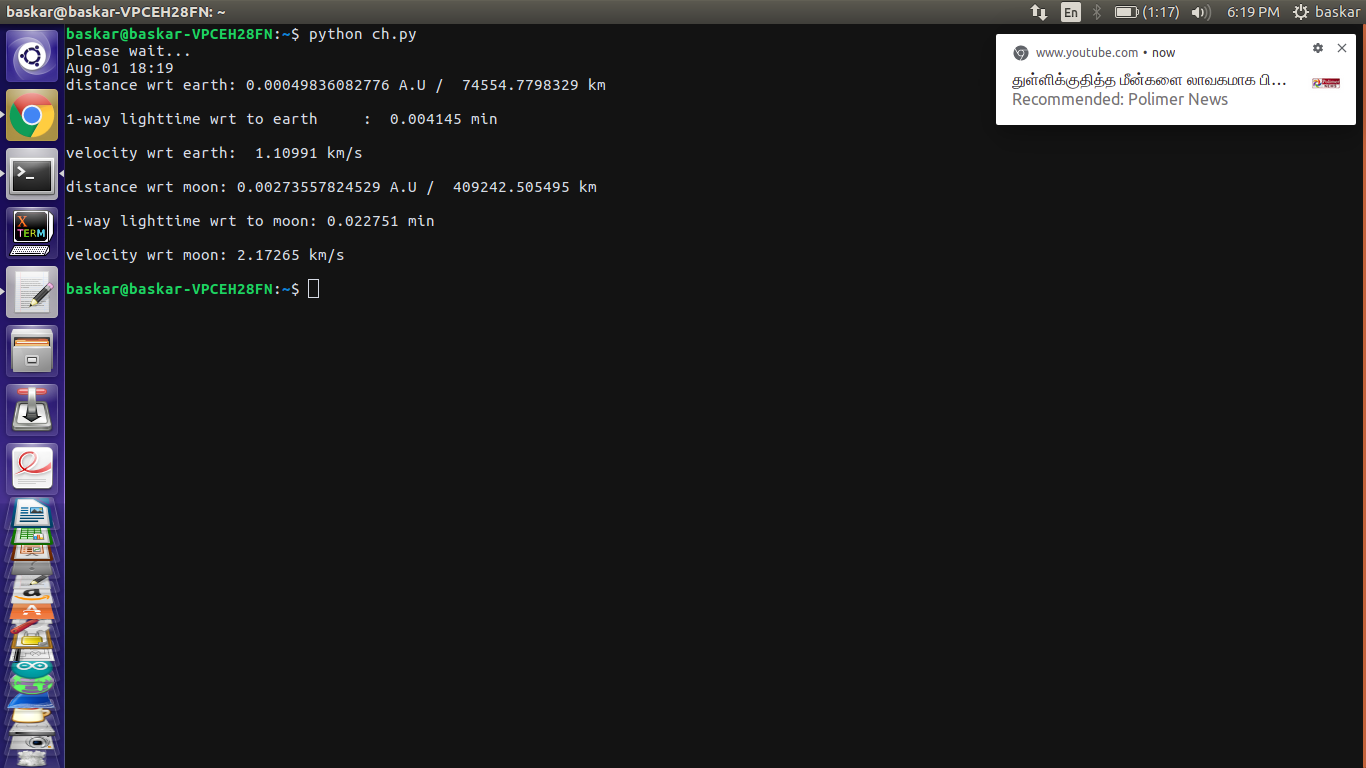 baskar@baskar-VPCEH28FN: ~
En
(1:17)
6:19 PM
baskar
baskar@baskar-VPCEH28FN:~$ python ch.py
please wait...
Aug-01 18:19
distance wrt earth: 0.00049836082776 A.U /  74554.7798329 km
1-way lighttime wrt to earth     :  0.004145 min
velocity wrt earth:  1.10991 km/s
distance wrt moon: 0.00273557824529 A.U /  409242.505495 km
1-way lighttime wrt to moon: 0.022751 min
velocity wrt moon: 2.17265 km/s
baskar@baskar-VPCEH28FN:~$
www.youtube.com • now
துள்ளிக்குதித்த மீன்களை லாவகமாக பி...
Recommended: Polimer News
X
TERM
a